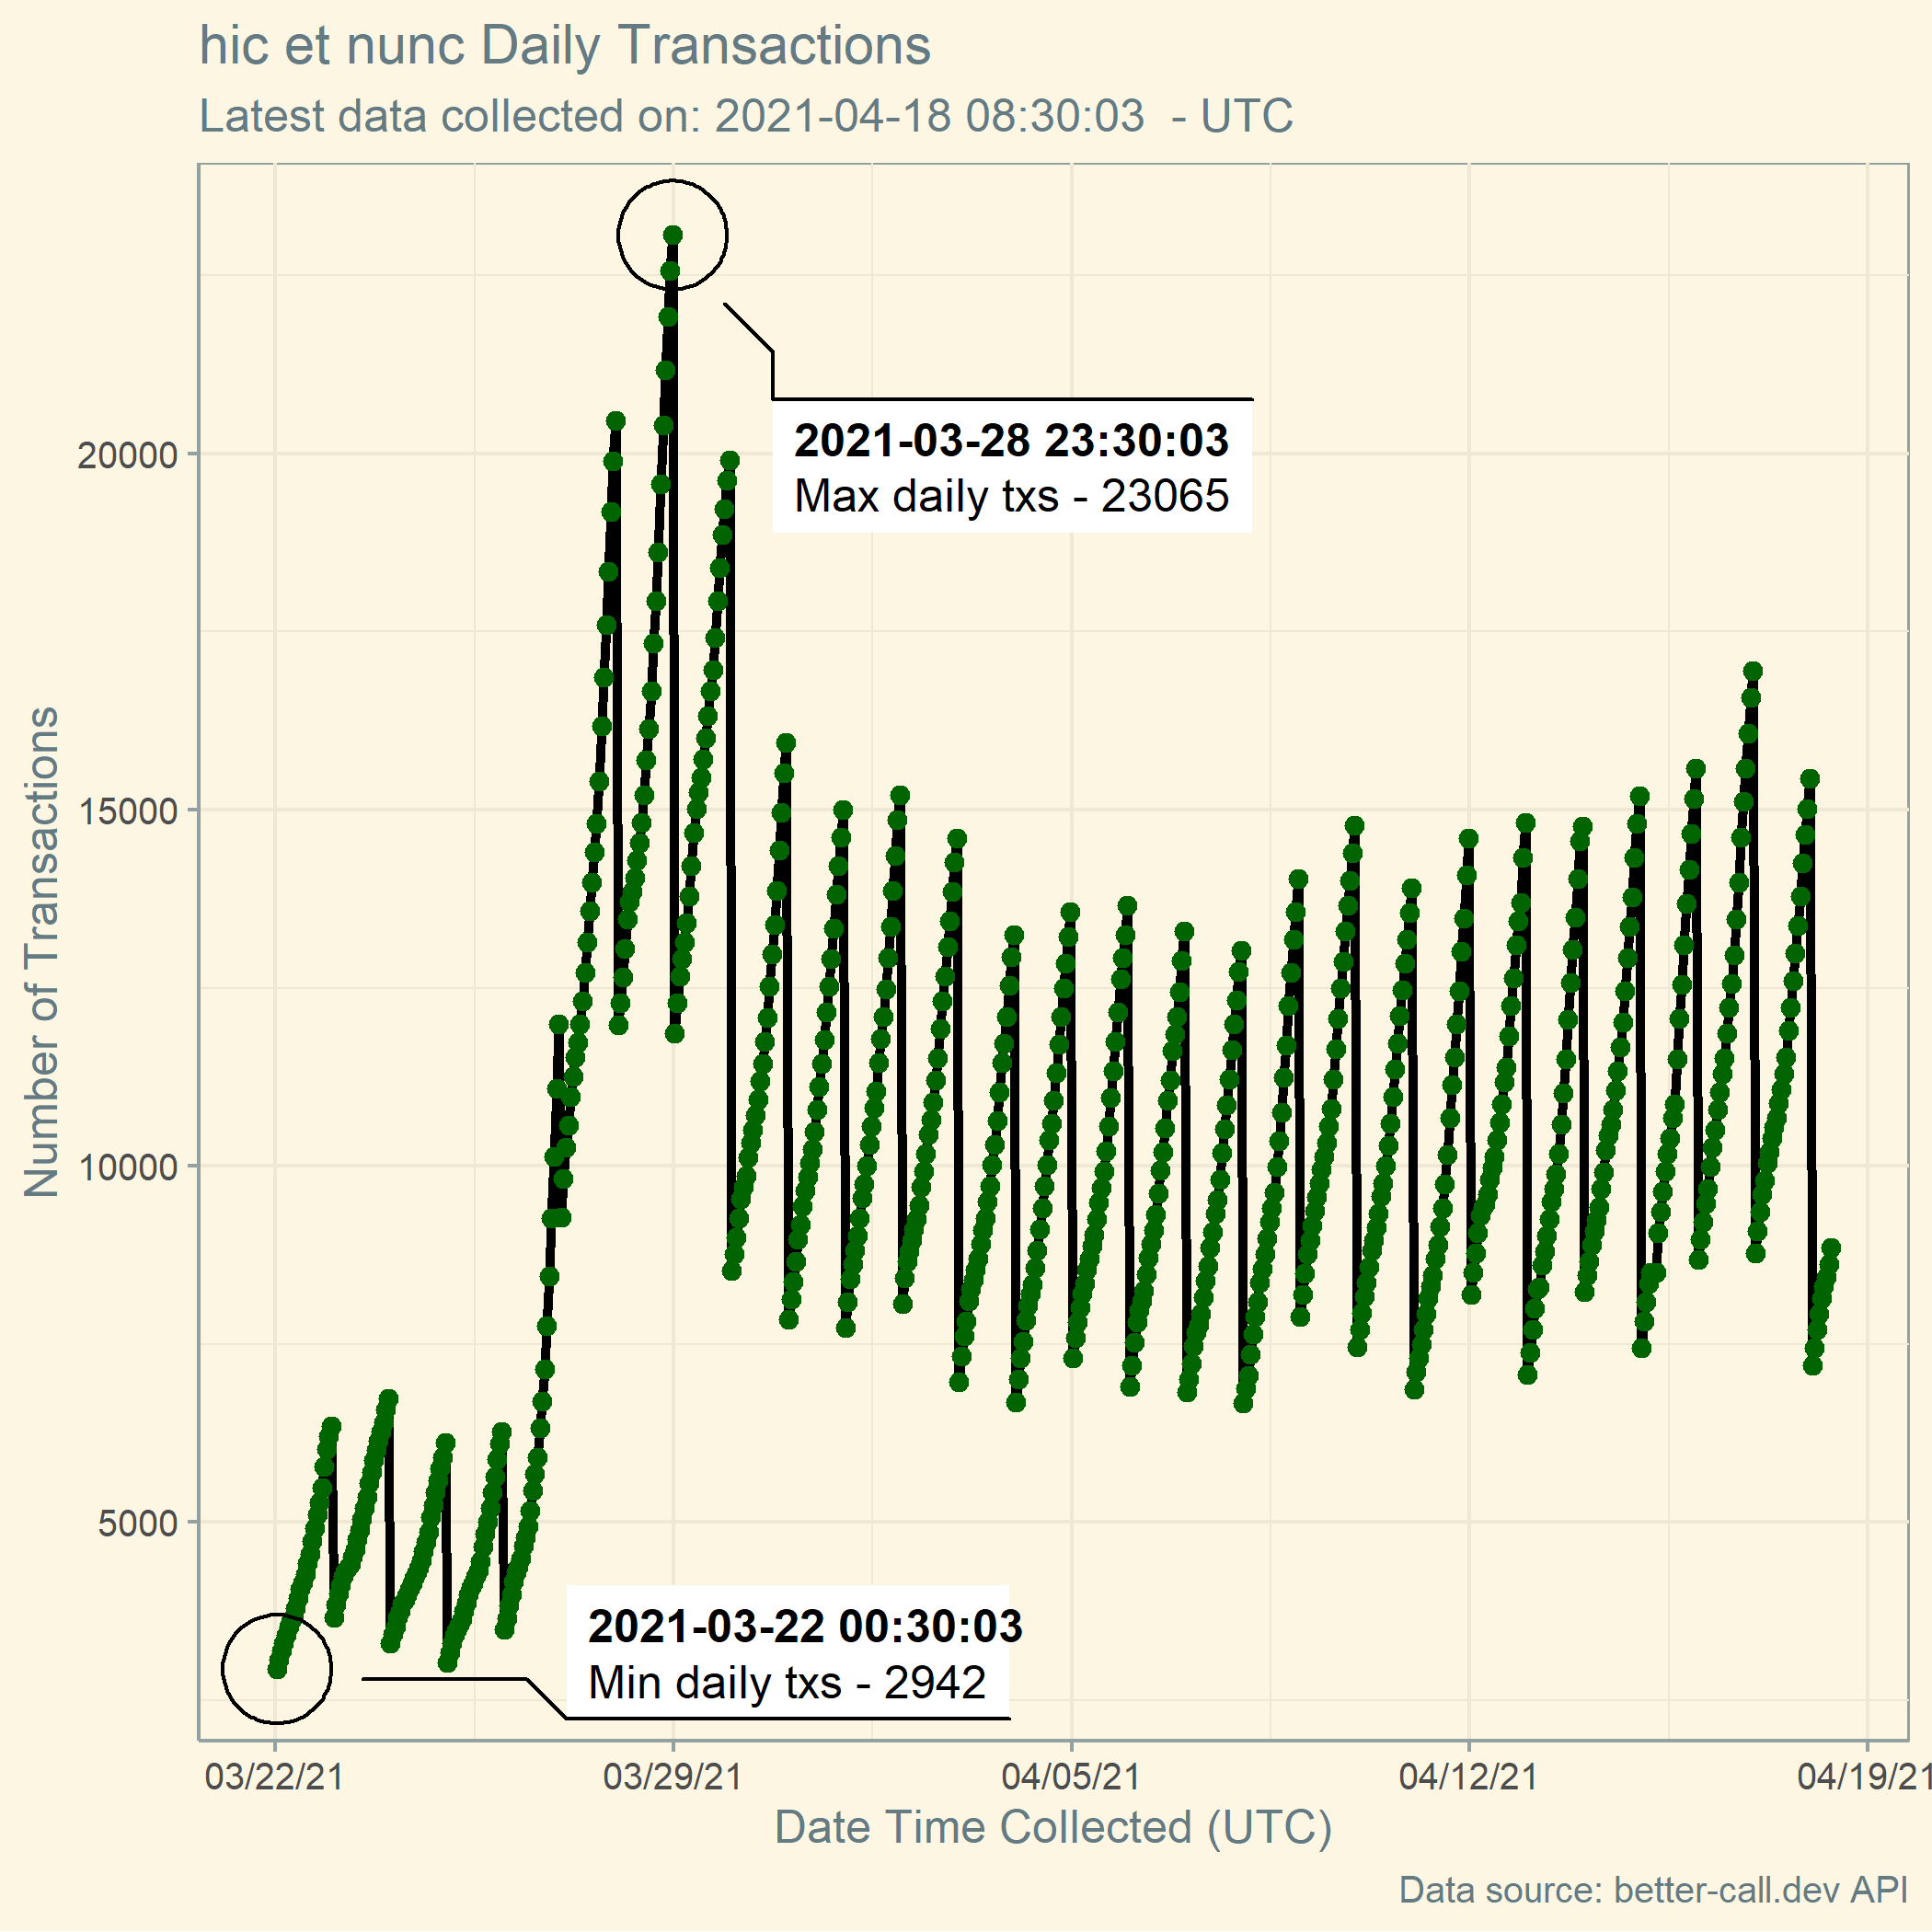 hic et nunc Daily Transactions
Latest data collected on: 2021-04-18 08:30:03  - UTC
Number of Transactions
20000
15000
10000
5000
2021-03-28 23:30:03
Max daily txs - 23065
2021-03-22 00:30:03
Min daily txs - 2942
03/22/21
03/29/21
04/05/21
04/12/21
04/19/21
Date Time Collected (UTC)
Data source: better-call.dev API